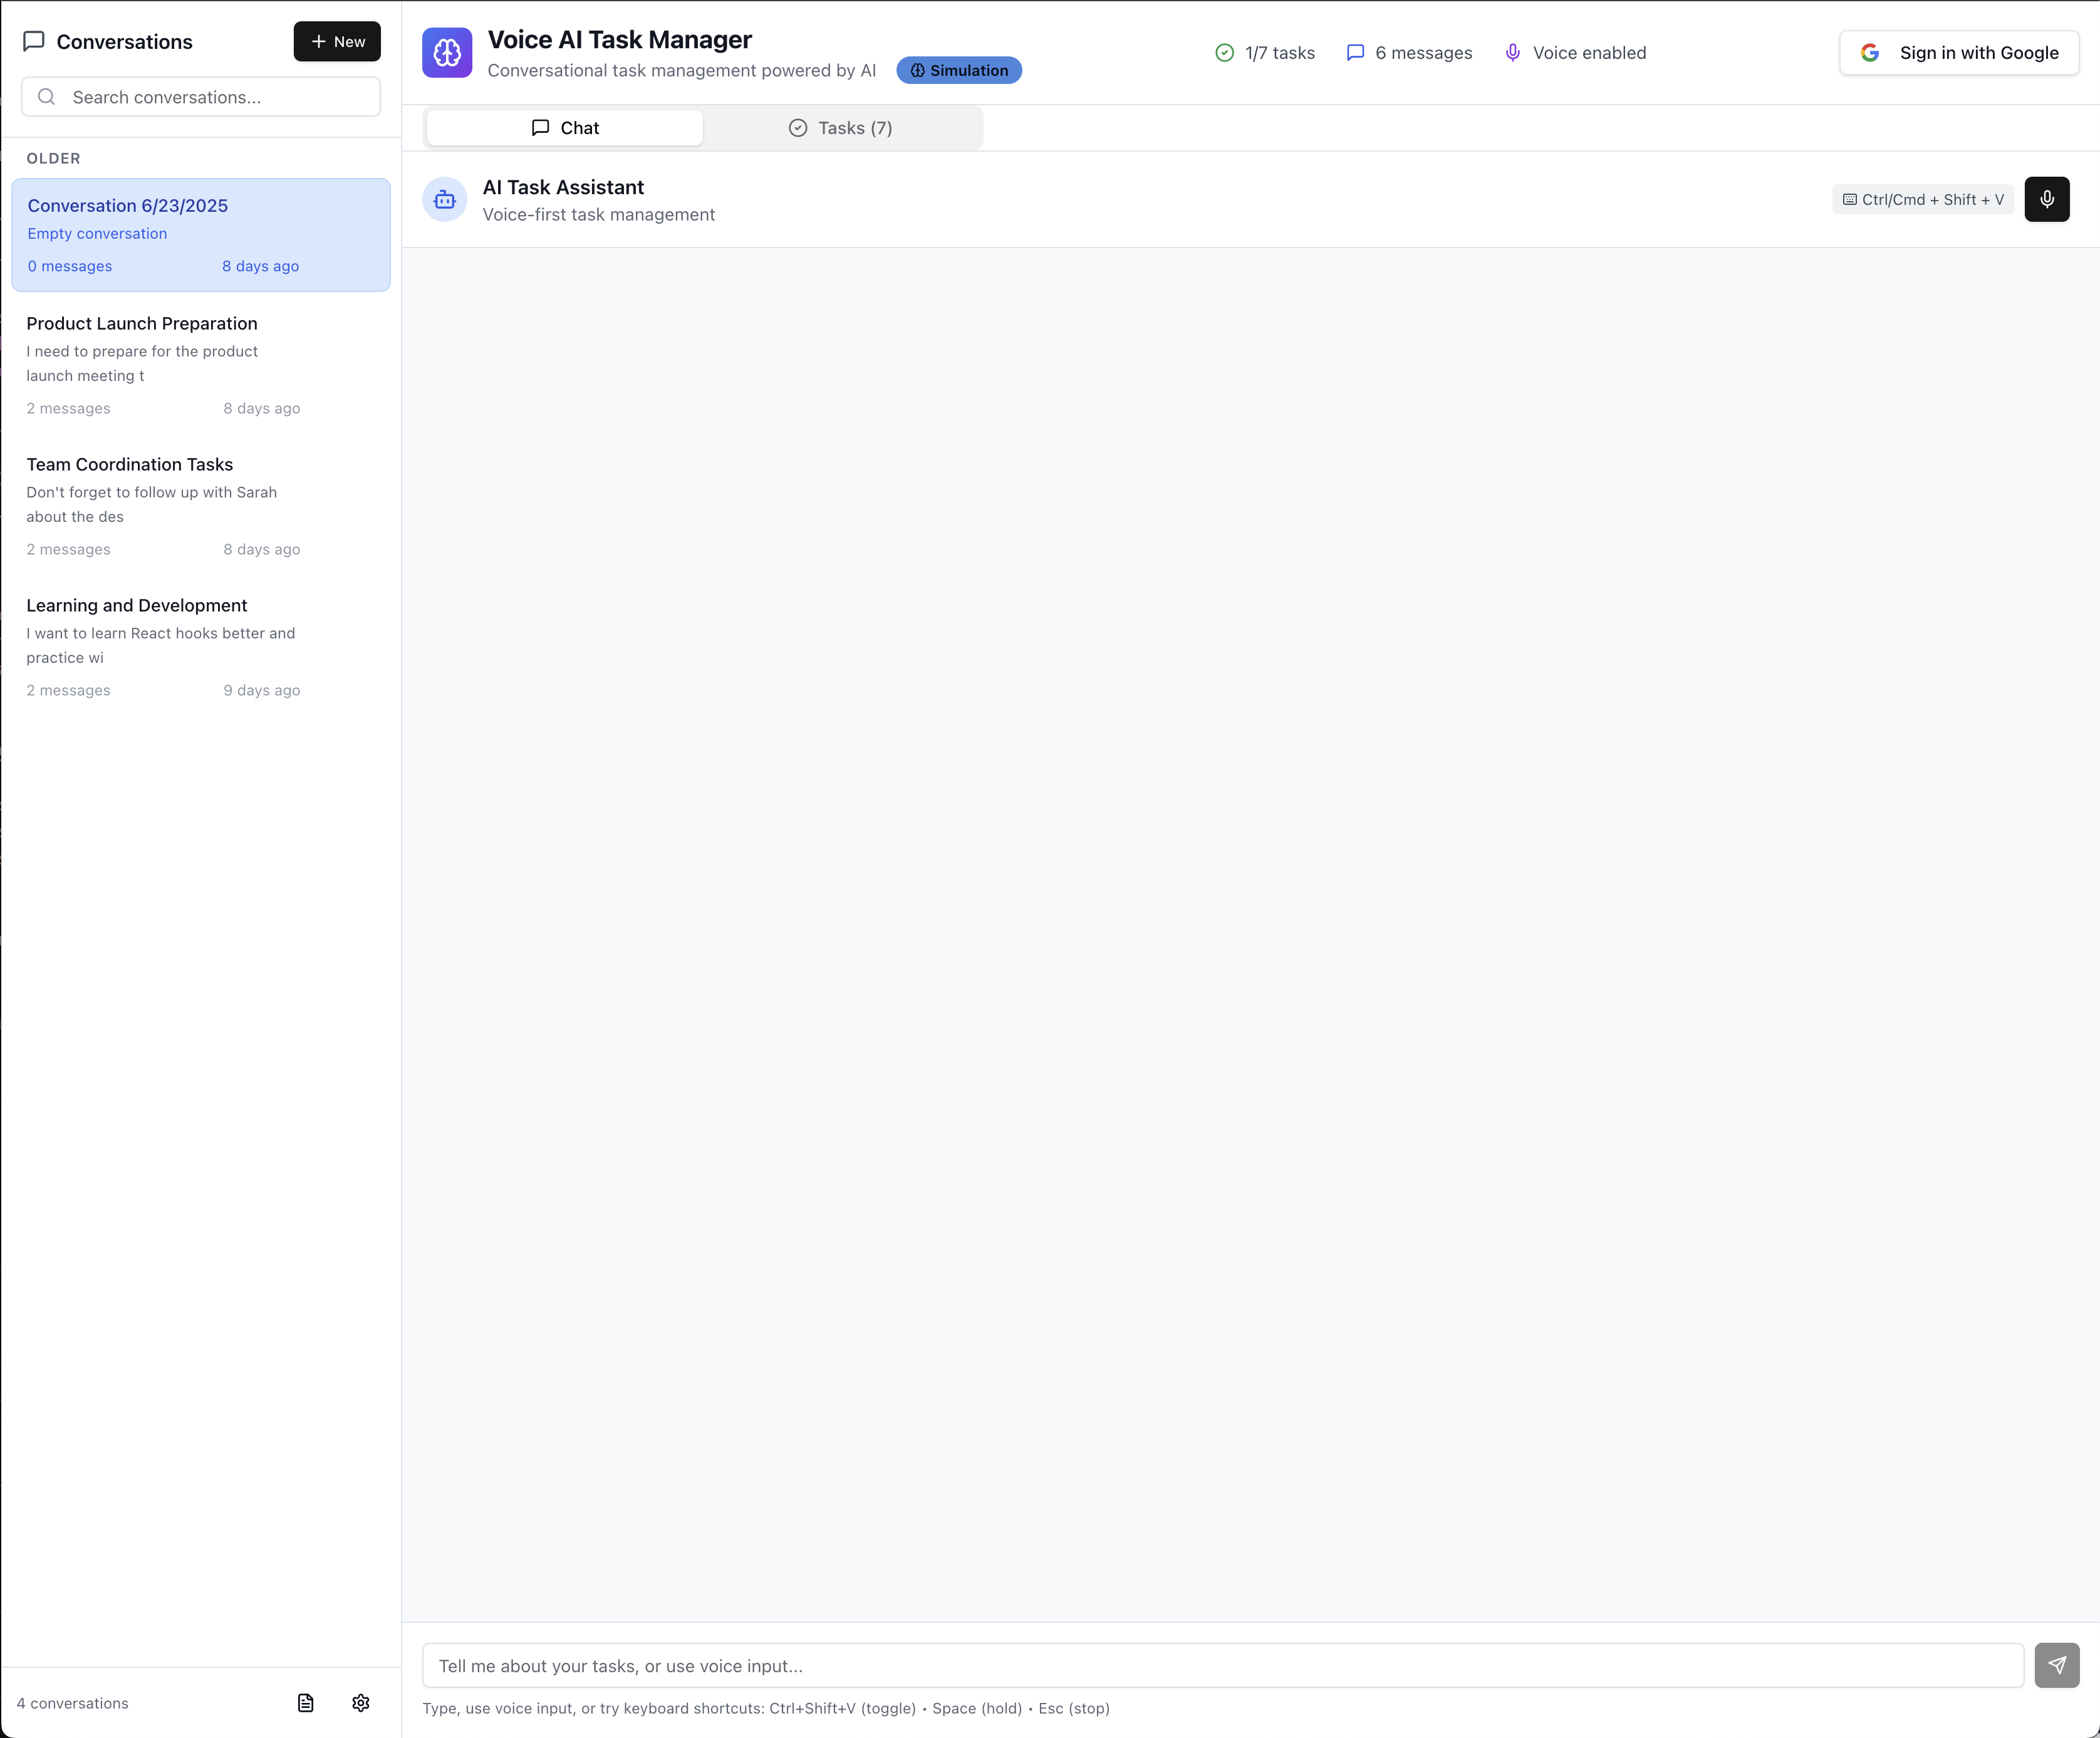 Conversations
New
Search conversations...
OLDER
Conversation 6/23/2025
Empty conversation
0 messages
8 days ago
Product Launch Preparation
I need to prepare for the product
launch meeting t
2 messages
8 days ago
Team Coordination Tasks
Don't forget to follow up with Sarah
about the des
2 messages
8 days ago
Learning and Development
I want to learn React hooks better and
practice wi
2 messages
9 days ago
4 conversations
Voice AI Task Manager
Conversational task management powered by AI
Simulation
1/7 tasks
6 messages
Voice enabled
Sign in with Google
Chat
Tasks (7)
AI Task Assistant
Voice-first task management
Ctrl/Cmd + Shift + V
Tell me about your tasks, or use voice input...
Type, use voice input, or try keyboard shortcuts: Ctrl+Shift+V (toggle) • Space (hold) • Esc (stop)